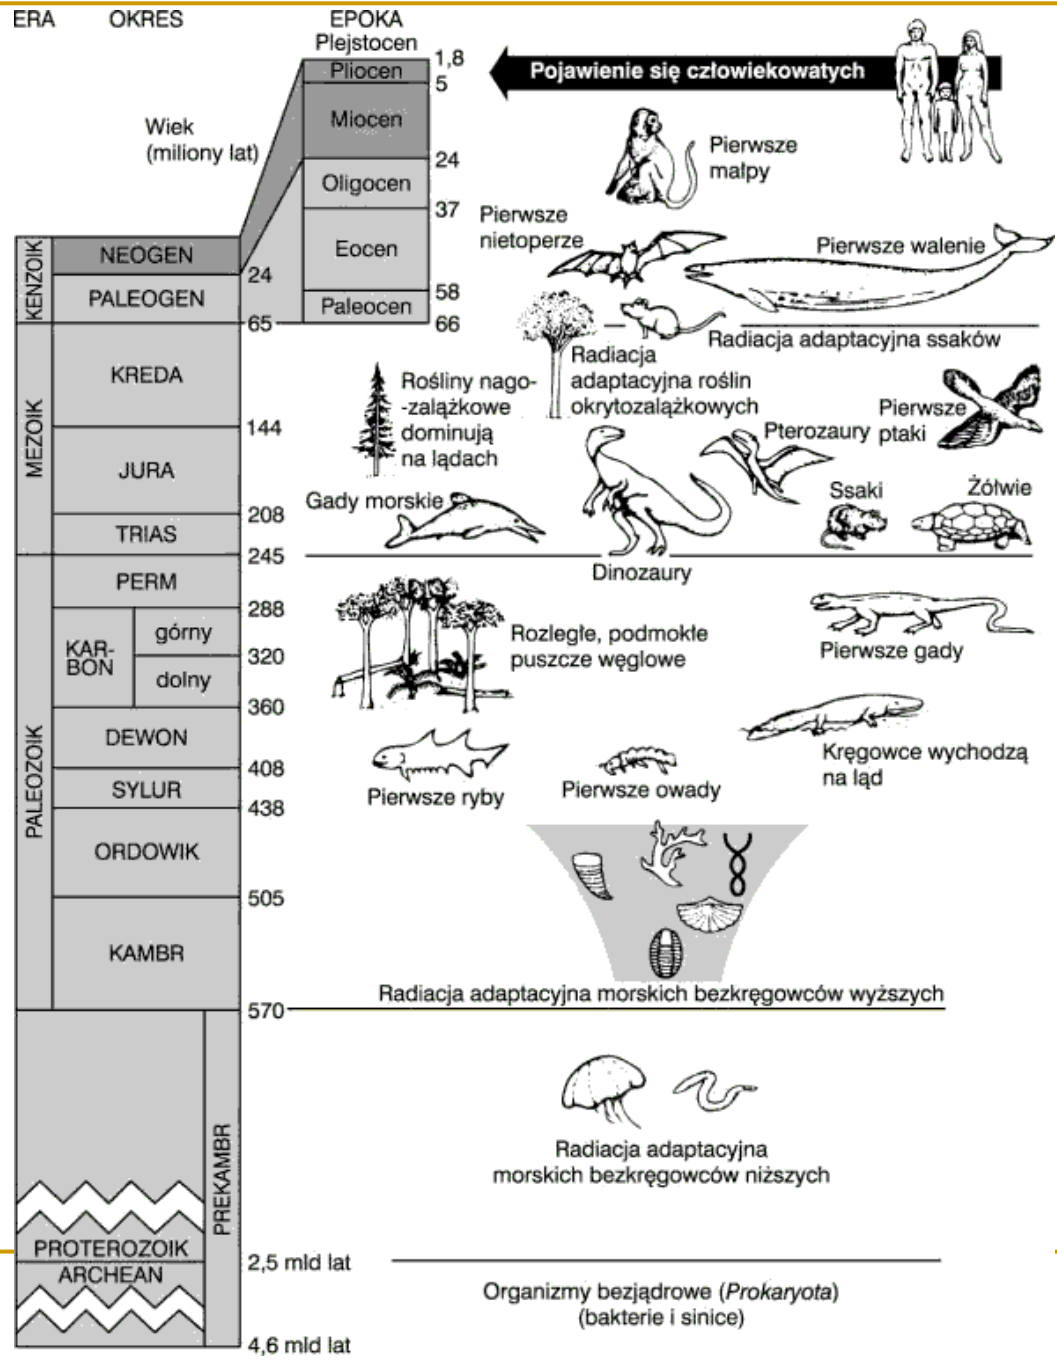 ERA OKRES EPOKA
Plejstocen
1,8
Pliocen
5
Miocen
24
Oligocen
37
Eocen
58
Paleocen
66
Wiek
(miliony lat)
KENZOIK
NEOGEN
24
PALEOGEN
65
MEZOIK
KREDA
144
JURA
208
TRIAS
245
PALEOZOIK
PERM
288
KAR-
BON
górny
320
dolny
360
DEWON
408
SYLUR
438
ORDOWIK
505
KAMBR
570
PREKAMBR
PROTEROZOIK
2,5 mld lat
ARCHEAN
4,6 mld lat
Pojawienie się człowiekowatych
Pierwsze
małpy
Pierwsze
nietoperze
Pierwsze walenie
Radiacja adaptacyjna ssaków
Radiacja
adaptacyjna roślin
okrytozalążkowych
Rośliny nago-
-zalążkowe
dominują
na lądach
Pierwsze
ptaki
Pterozaury
Gady morskie
Ssaki
Żółwie
Dinozaury
Rozległe, podmokłe
puszcze węglowe
Pierwsze gady
Kręgowce wychodzą
na ląd
Pierwsze ryby
Pierwsze owady
Radiacja adaptacyjna morskich bezkręgowców wyższych
Radiacja adaptacyjna
morskich bezkręgowców niższych
Organizmy bezjądrowe (Prokaryota)
(bakterie i sinice)